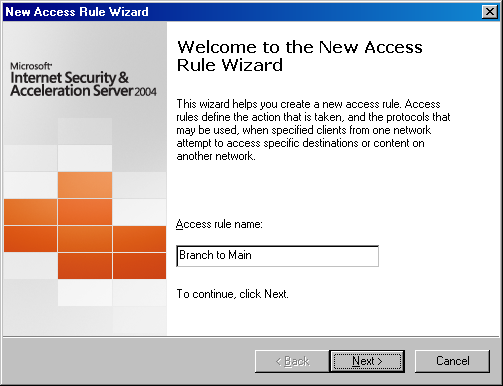 New Access Rule Wizard
Microsoft®
Internet Security &
Acceleration Server 2004
Welcome to the New Access
Rule Wizard
This wizard helps you create a new access rule. Access
rules define the action that is taken, and the protocols that
may be used, when specified clients from one network
attempt to access specific destinations or content on
another network.
Access rule name:
Branch to Main
To continue, click Next.
< Back
Next >
Cancel